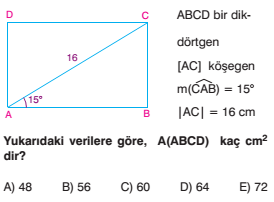 D
C
16
15°
A
B
ABCD bir dik-
dörtgen
[AC] köşegen
m(CAB) = 15°
|AC| = 16 cm
Yukarıdaki verilere göre, A(ABCD) kaç cm²
dir?
A) 48 B) 56 C) 60 D) 64 E) 72